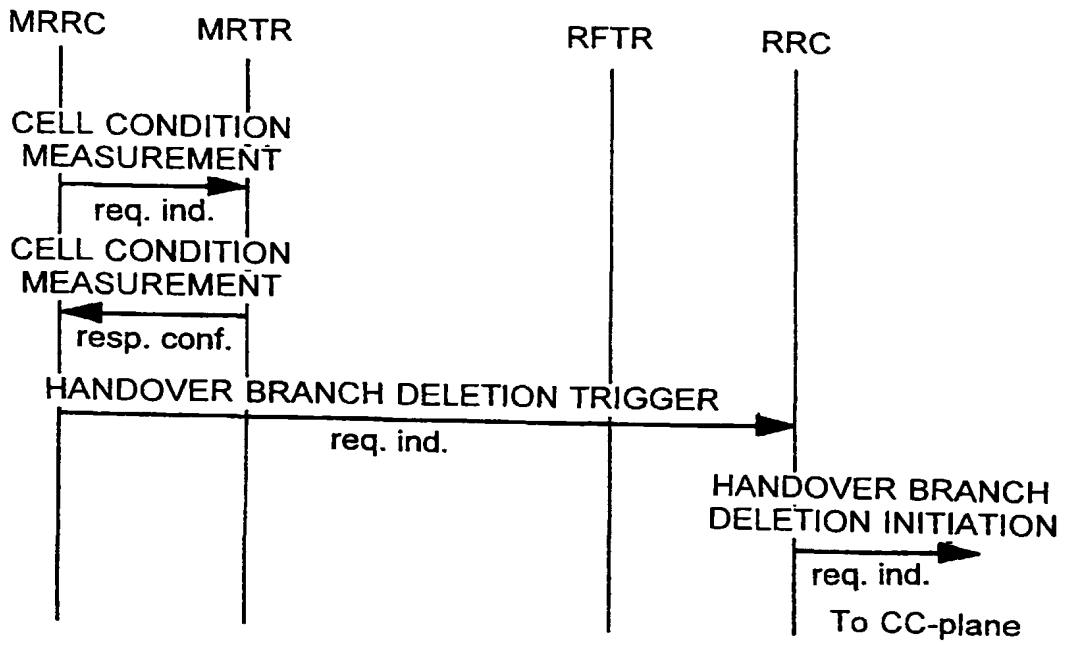 MRRC MRTR RFTR RRC
CELL CONDITION
MEASUREMENT
req. ind.
CELL CONDITION
MEASUREMENT
resp. conf.
HANDOVER BRANCH DELETION TRIGGER
req. ind.
HANDOVER BRANCH
DELETION INITIATION
req. ind.
To CC-plane